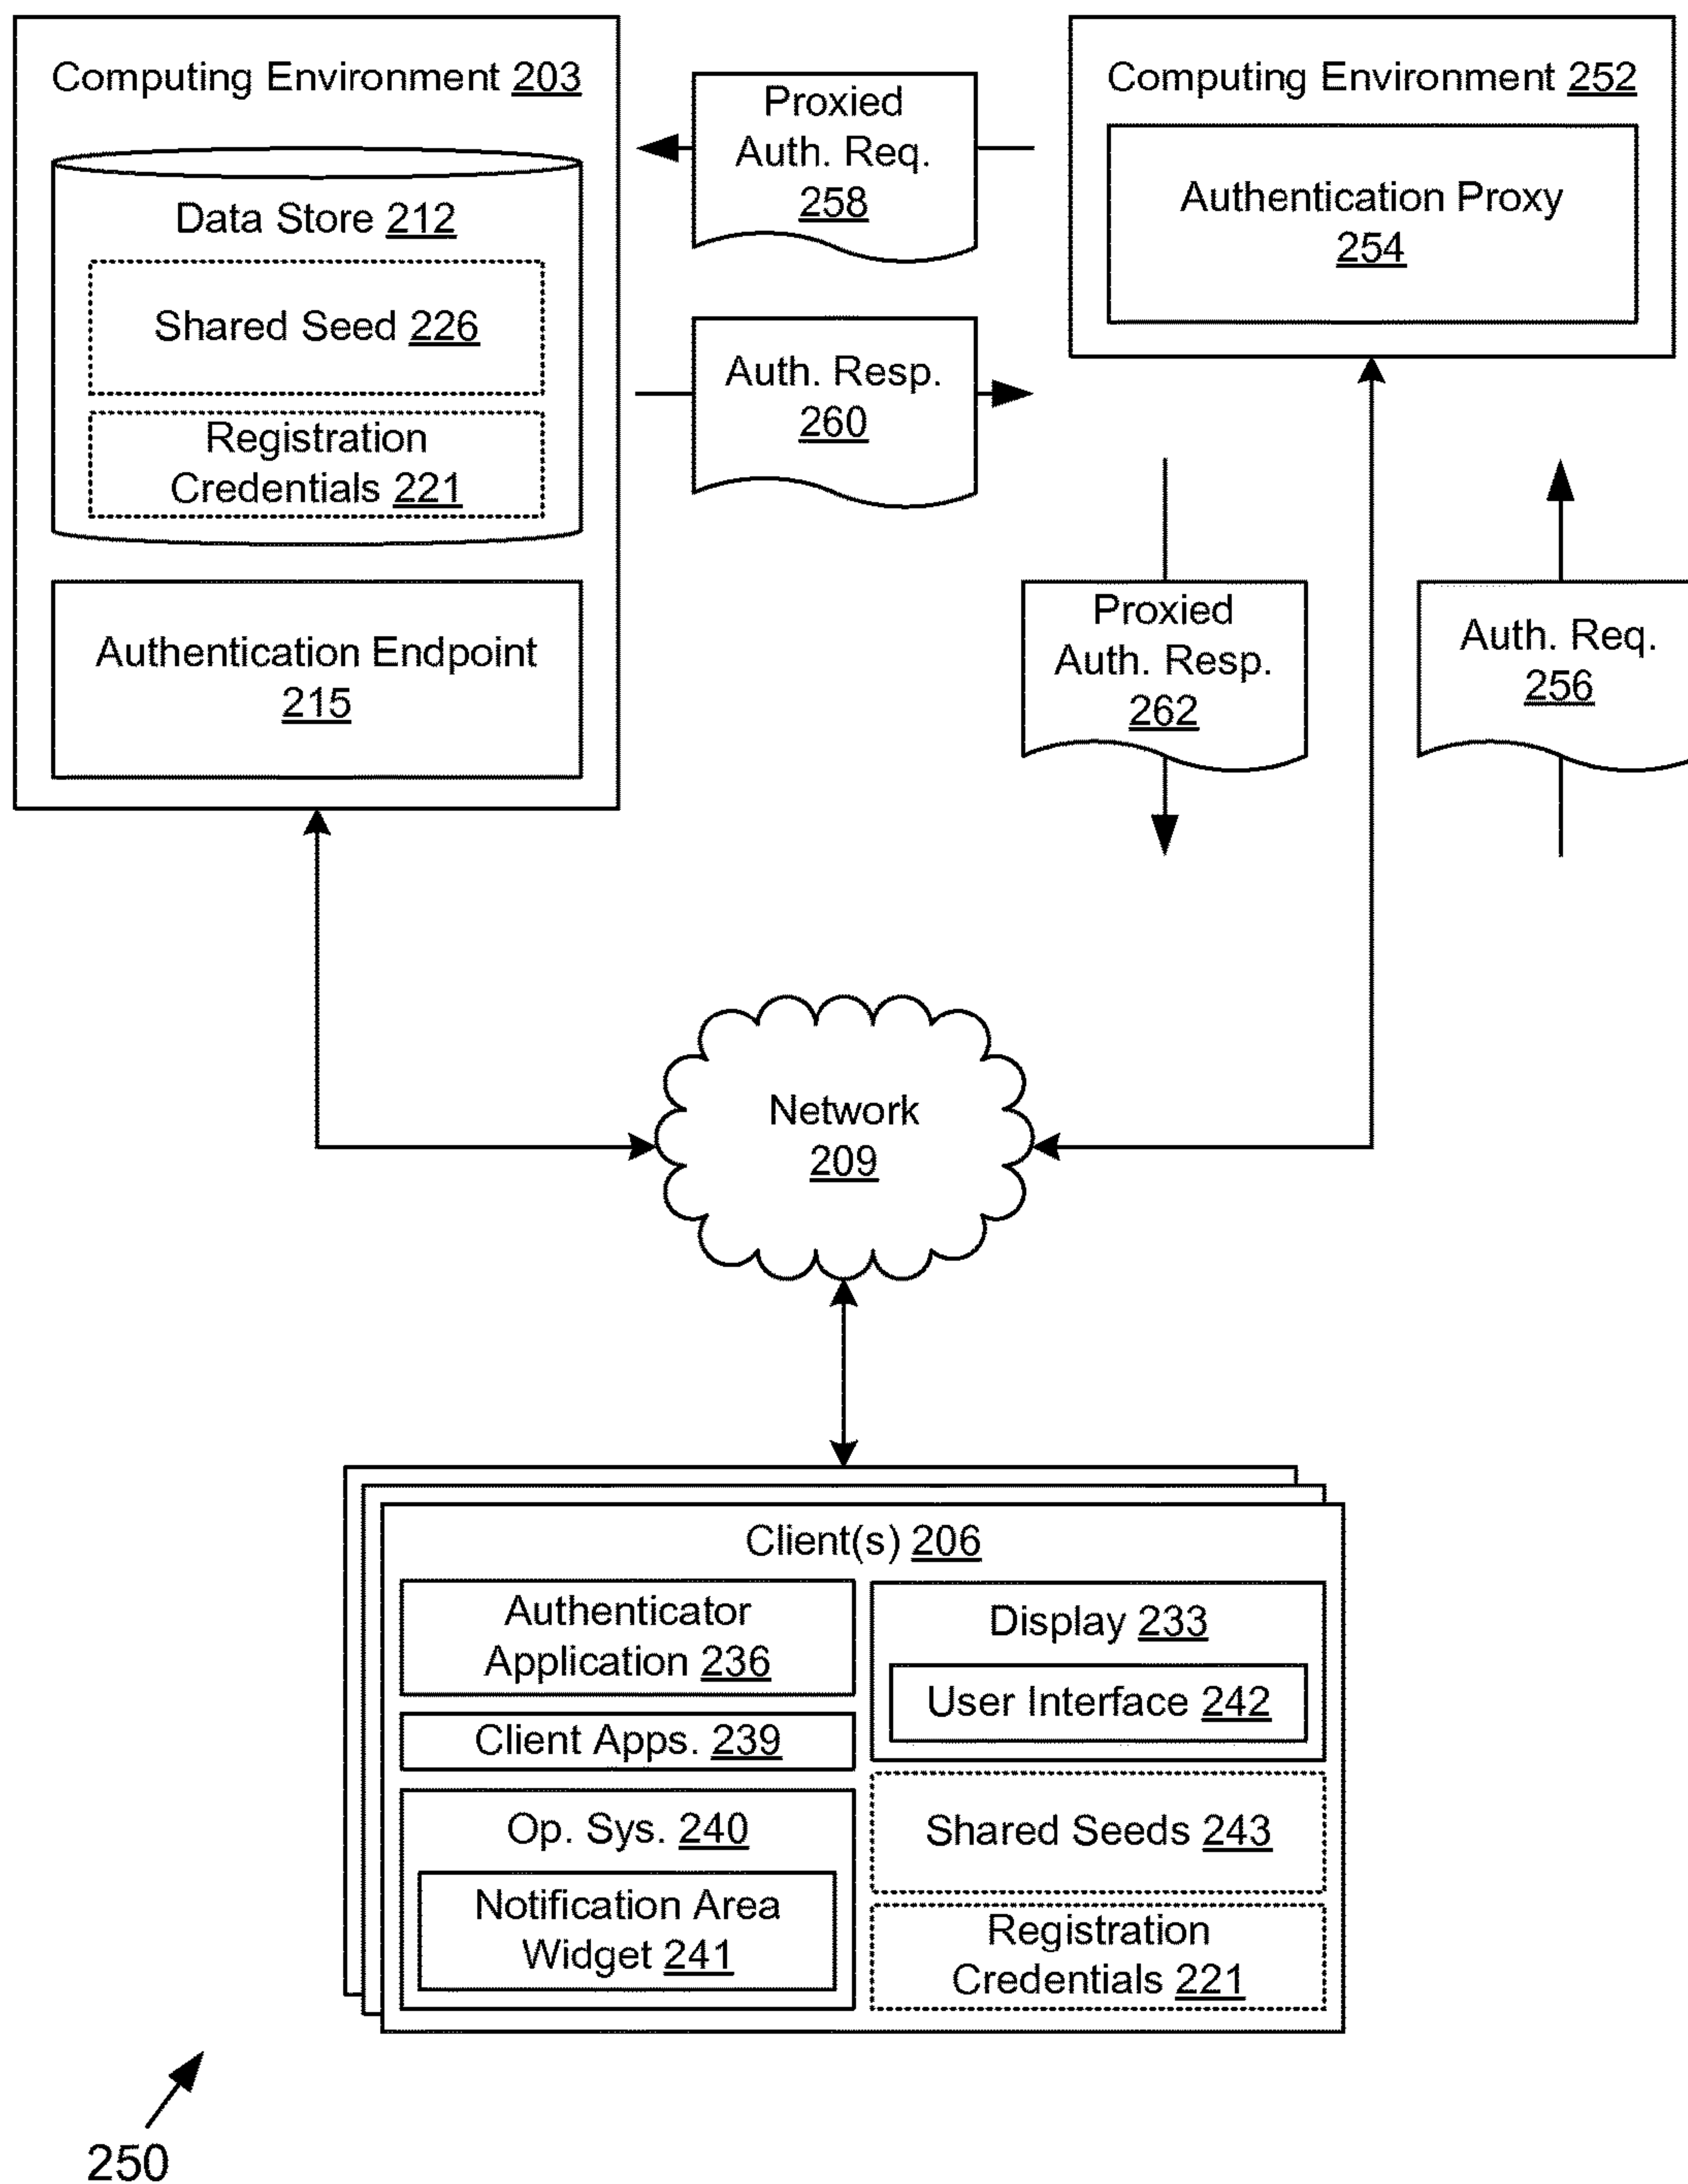 Computing Environment 203
Data Store 212
Shared Seed 226
Registration
Credentials 221
Authentication Endpoint
215
Proxied
Auth. Req.
258
Auth. Resp.
260
Computing Environment 252
Authentication Proxy
254
Proxied
Auth. Resp.
262
Auth. Req.
256
Network
209
Client(s) 206
Authenticator
Application 236
Client Apps. 239
Op. Sys. 240
Notification Area
Widget 241
Display 233
User Interface 242
Shared Seeds 243
Registration
Credentials 221
250